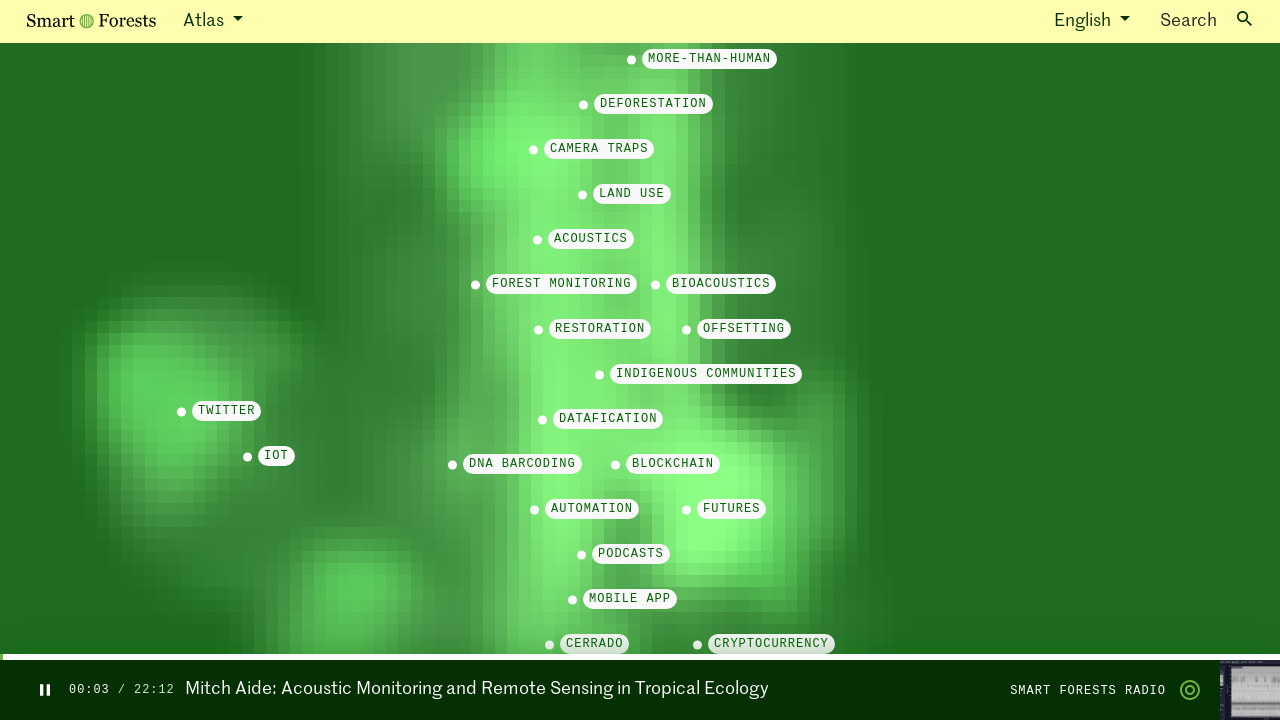 Smart Forests Atlas English Search
MORE-THAN-HUMAN
DEFORESTATION
CAMERA TRAPS
LAND USE
ACOUSTICS
FOREST MONITORING BIOACOUSTICS
RESTORATION OFFSETTING
INDIGENOUS COMMUNITIES
TWITTER DATAFICATION
IOT DNA BARCODING BLOCKCHAIN
AUTOMATION FUTURES
PODCASTS
MOBILE APP
CERRADO CRYPTOCURRENCY
00:03 / 22:12 Mitch Aide: Acoustic Monitoring and Remote Sensing in Tropical Ecology SMART FORESTS RADIO